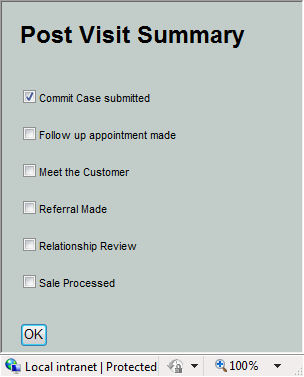 Post Visit Summary
Commit Case submitted
Follow up appointment made
Meet the Customer
Referral Made
Relationship Review
Sale Processed
OK
Local intranet | Protected 100%